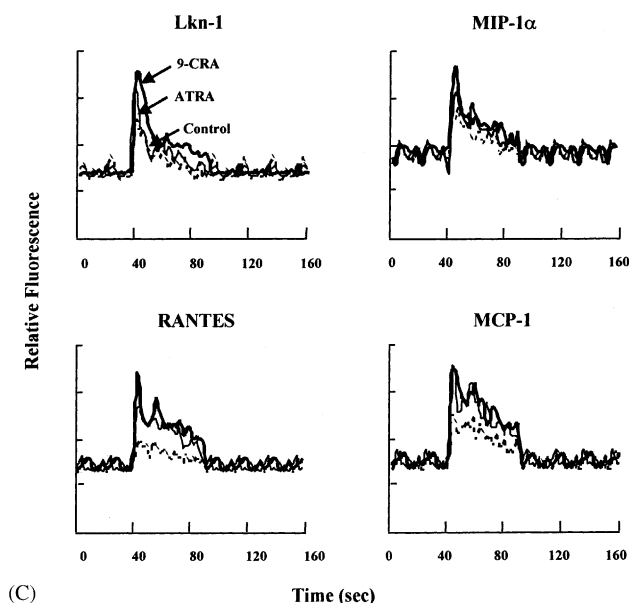 Lkn-1
MIP-1α
9-CRA
ATRA
Control
0 40 80 120 160
0 40 80 120 160
Relative Fluorescence
RANTES
MCP-1
0 40 80 120 160
0 40 80 120 160
(C)
Time (sec)